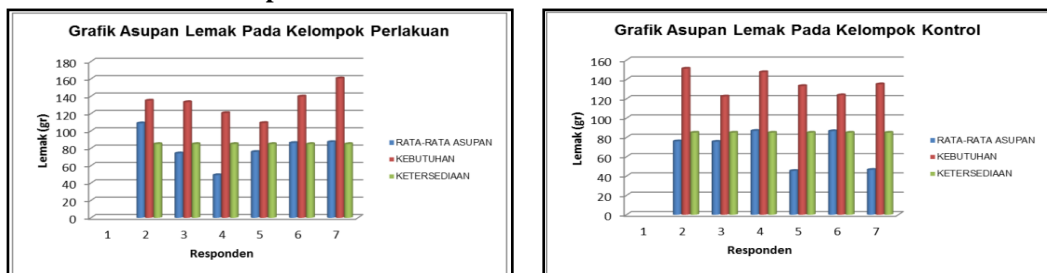 Grafik Asupan Lemak Pada Kelompok Perlakuan
180
160
140
120
100
80
60
40
20
0
Lemak (gr)
1 2 3 4 5 6 7
Responden
RATA-RATA ASUPAN
KEBUTUHAN
KETERSEDIAAN
Grafik Asupan Lemak Pada Kelompok Kontrol
160
140
120
100
80
60
40
20
0
Lemak (gr)
1 2 3 4 5 6 7
Responden
RATA-RATA ASUPAN
KEBUTUHAN
KETERSEDIAAN